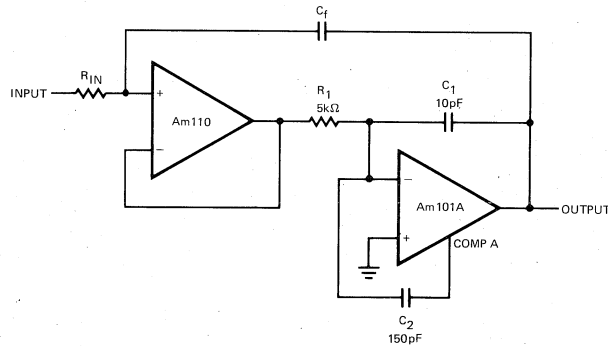 Cf
INPUT
RIN
+
Am110
−
R1
5kΩ
C1
10pF
−
Am101A
+
COMP A
OUTPUT
C2
150pF